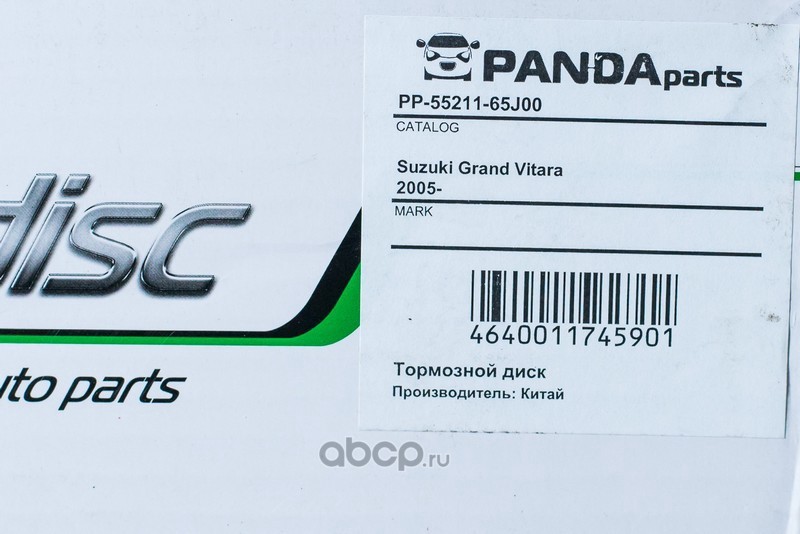 PANDAparts
PP-55211-65J00
CATALOG
Suzuki Grand Vitara
2005-
MARK
4640011745901
Тормозной диск
Производитель: Китай
disc
auto parts
abcp.ru